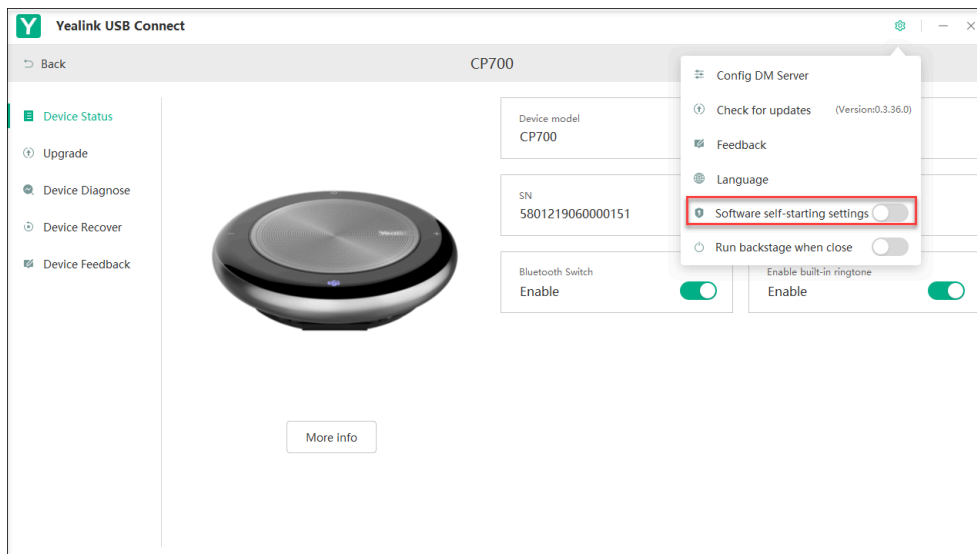 Yealink USB Connect
Back
CP700
Config DM Server
Check for updates (Version:0.3.36.0)
Feedback
Language
Software self-starting settings
Run backstage when close
Device Status
Upgrade
Device Diagnose
Device Recover
Device Feedback
Yealink
More info
Device model
CP700
SN
5801219060000151
Bluetooth Switch
Enable
Enable built-in ringtone
Enable